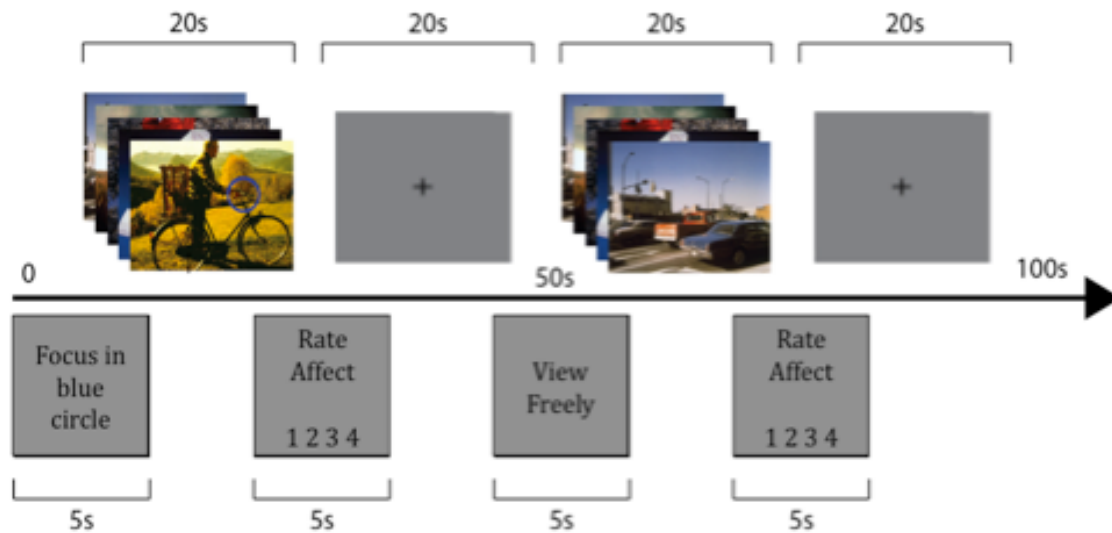 20s 20s 20s 20s
0 50s 100s
Focus in
blue
circle
Rate
Affect
1 2 3 4
View
Freely
Rate
Affect
1 2 3 4
5s 5s 5s 5s